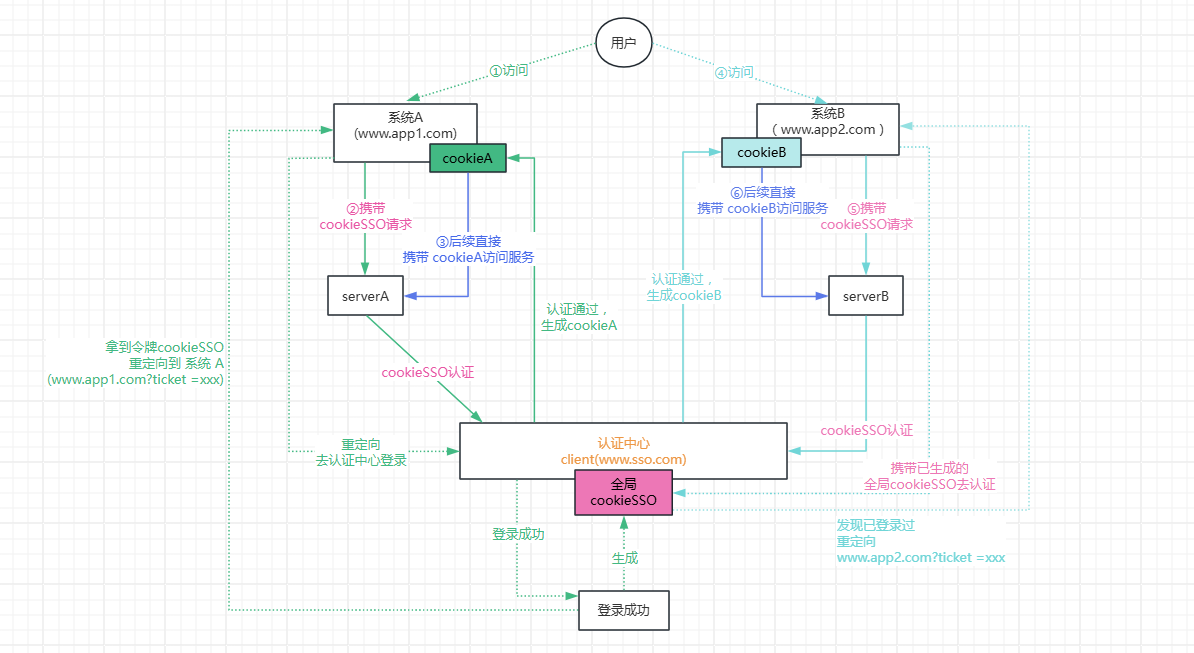 用户
①访问
④访问
系统A
(www.app1.com)
cookieA
系统B
( www.app2.com )
cookieB
②携带
cookieSSO请求
③后续直接
携带 cookieA访问服务
⑥后续直接
携带 cookieB访问服务
⑤携带
cookieSSO请求
serverA
serverB
认证通过，
生成cookieA
认证通过，
生成cookieB
拿到令牌cookieSSO
重定向到 系统 A
(www.app1.com?ticket =xxx)
cookieSSO认证
cookieSSO认证
重定向
去认证中心登录
认证中心
client(www.sso.com)
全局
cookieSSO
携带已生成的
全局cookieSSO去认证
登录成功
生成
发现已登录过
重定向
www.app2.com?ticket =xxx
登录成功